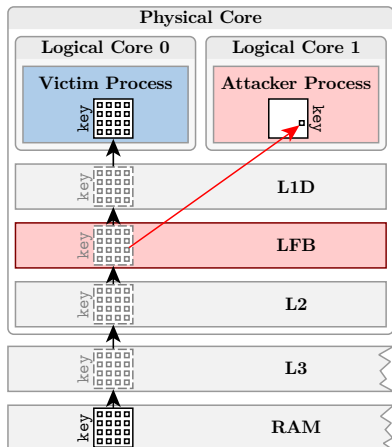 Physical Core
Logical Core 0
Logical Core 1
Victim Process
key
Attacker Process
key
key
L1D
key
LFB
key
L2
key
L3
key
RAM